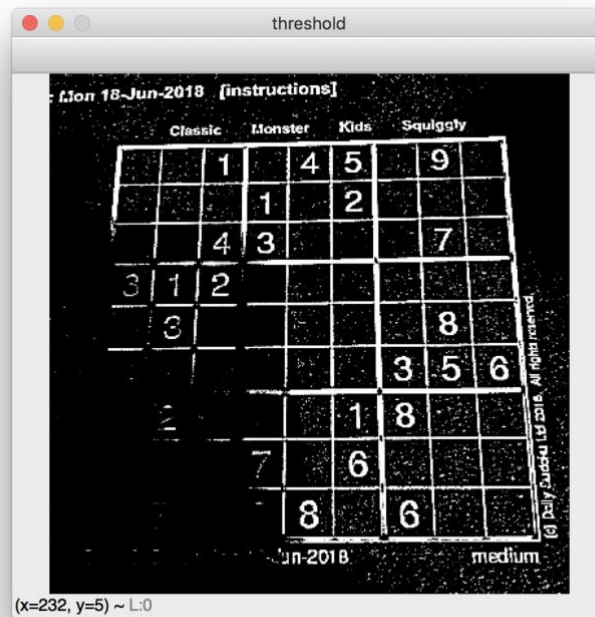 threshold
: Mon 18-Jun-2018 [instructions]
Classic Monster Kids Squiggly
1 4 5 9
1 2
4 3 7
3 1 2
3 8
3 5 6
2 1 8
7 6
8 6
un-2018 medium
(c) Daily Sudoku Ltd 2018. All rights reserved.
(x=232, y=5) ~ L:0